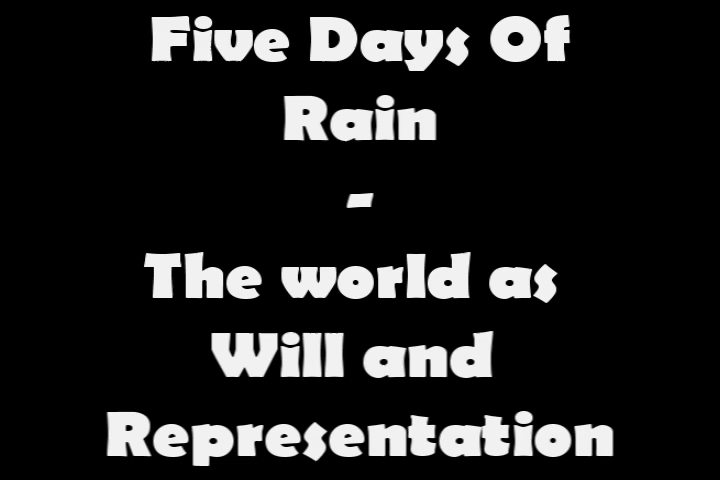 Five Days Of
Rain
-
The world as
Will and
Representation